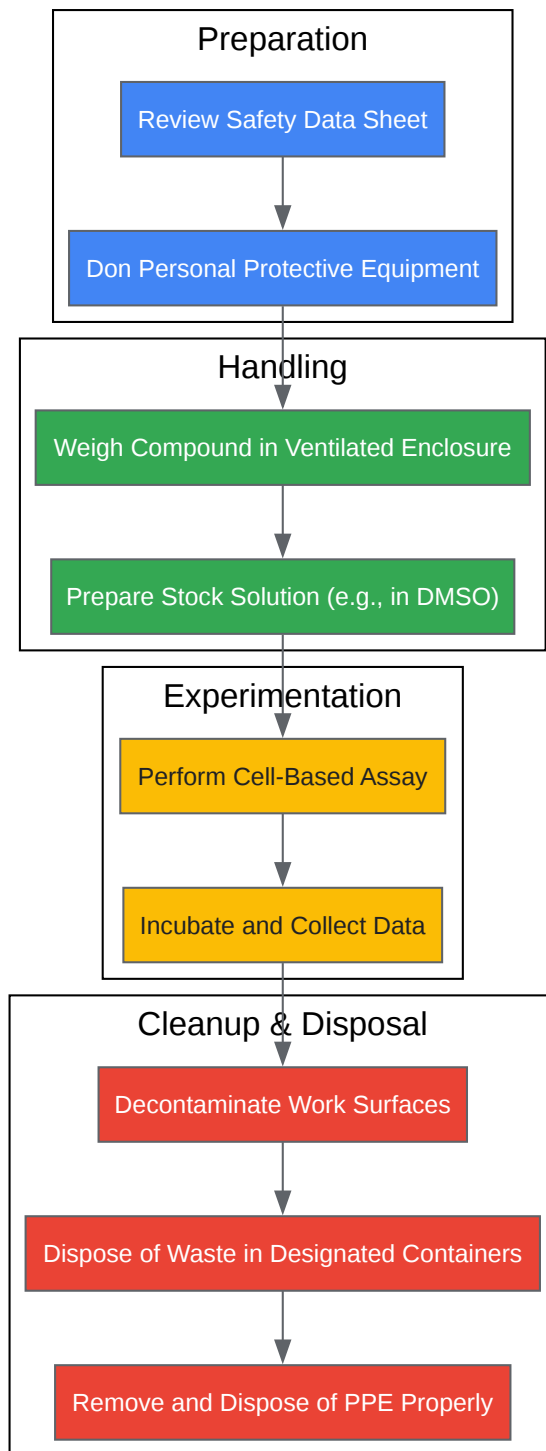 Preparation
Review Safety Data Sheet
Don Personal Protective Equipment
Handling
Weigh Compound in Ventilated Enclosure
Prepare Stock Solution (e.g., in DMSO)
Experimentation
Perform Cell-Based Assay
Incubate and Collect Data
Cleanup & Disposal
Decontaminate Work Surfaces
Dispose of Waste in Designated Containers
Remove and Dispose of PPE Properly